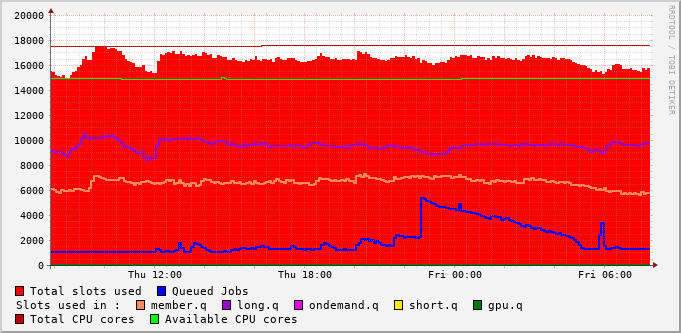 20000
18000
16000
14000
12000
10000
8000
6000
4000
2000
0
Thu 12:00 Thu 18:00 Fri 00:00 Fri 06:00
RRDTOOL / TOBI OETIKER
Total slots used Queued Jobs
Slots used in : member.q long.q ondemand.q short.q gpu.q
Total CPU cores Available CPU cores